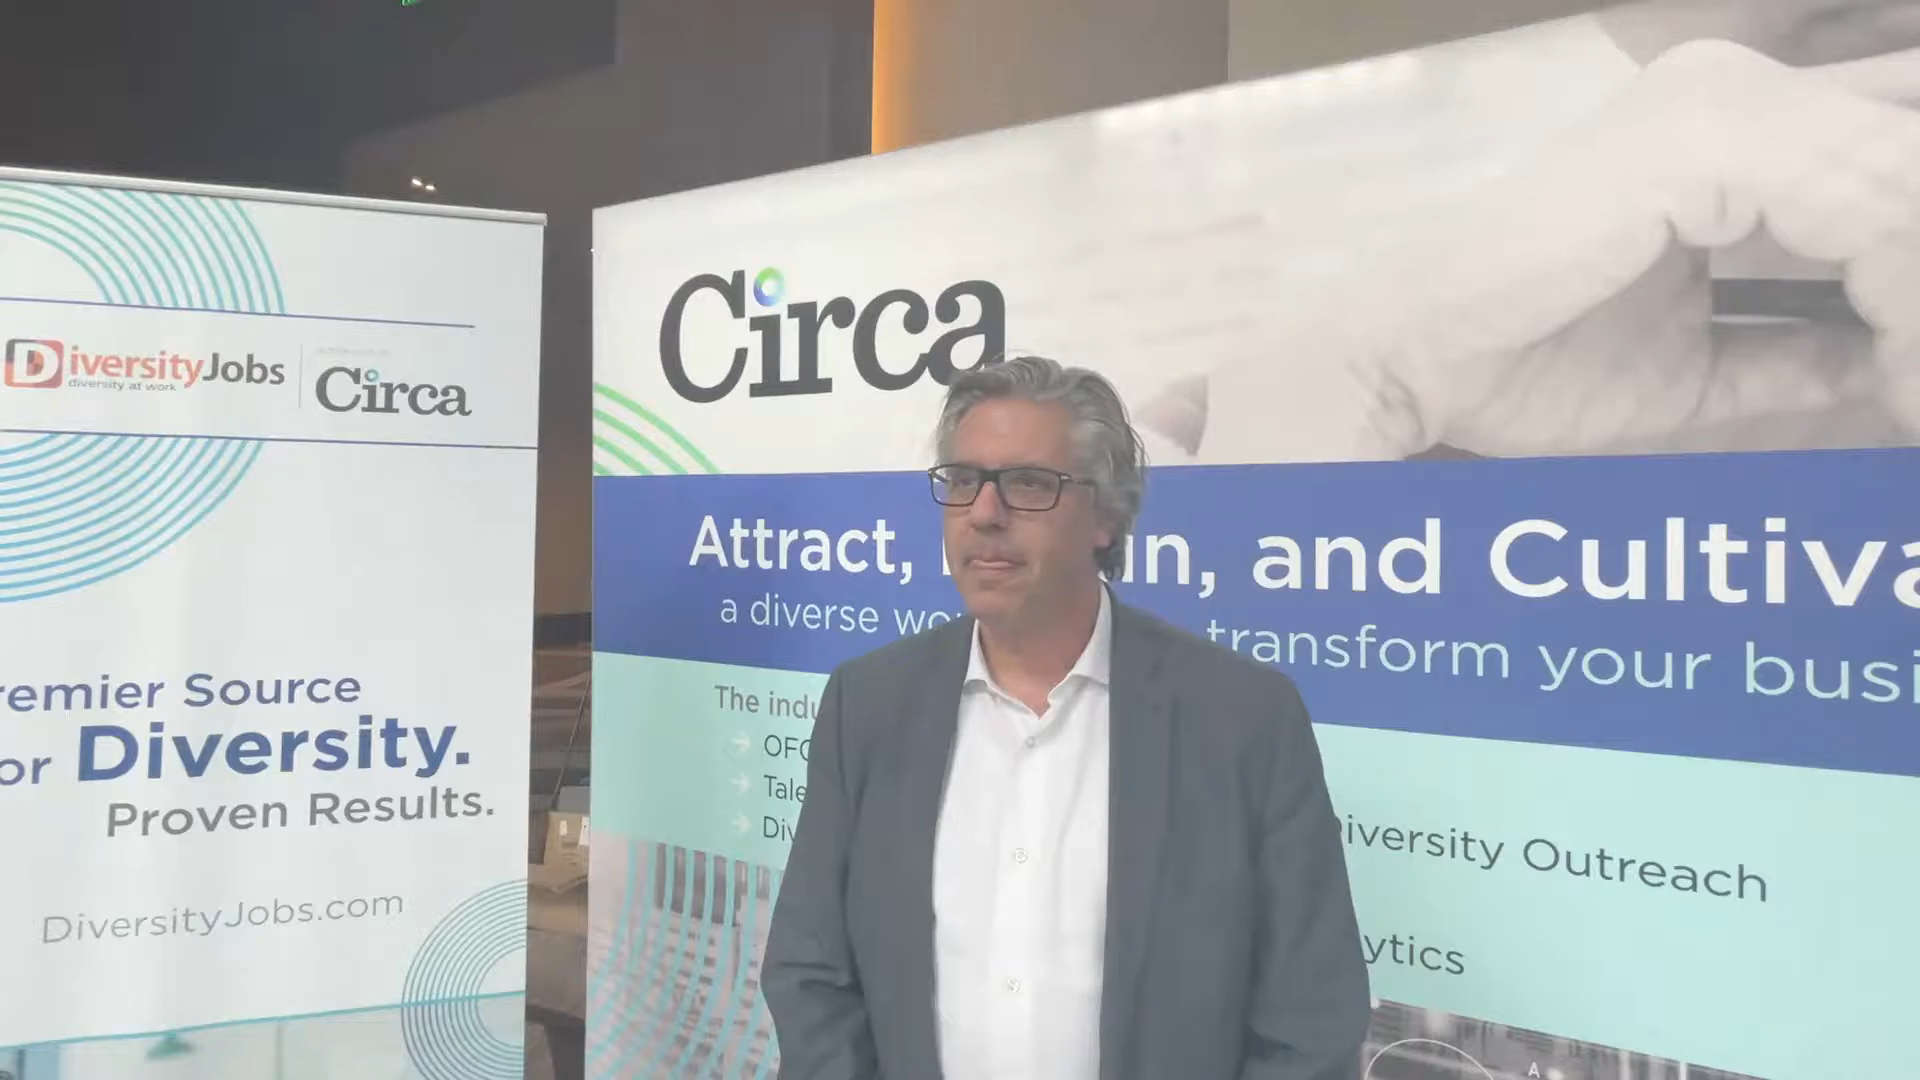 DiversityJobs
diversity at work
Circa
remier Source
or Diversity.
Proven Results.
DiversityJobs.com
Circa
Attract, in, and Cultiva
a diverse wo transform your busi
The indu
OFC
Tale
Div
iversity Outreach
ytics
A